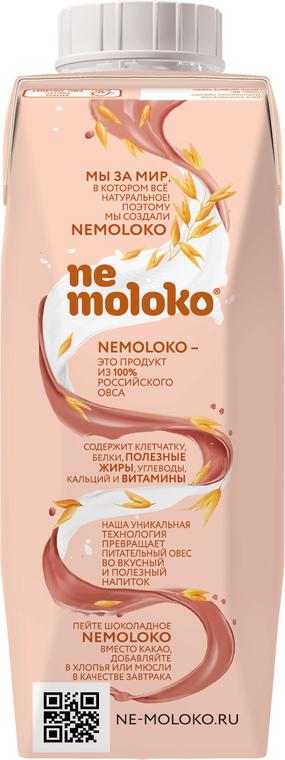 МЫ ЗА МИР,
В КОТОРОМ ВСЁ
НАТУРАЛЬНОЕ!
ПОЭТОМУ
МЫ СОЗДАЛИ
NEMOLOKO
ne
moloko®
NEMOLOKO –
ЭТО ПРОДУКТ
ИЗ 100%
РОССИЙСКОГО
ОВСА
СОДЕРЖИТ КЛЕТЧАТКУ,
БЕЛКИ, ПОЛЕЗНЫЕ
ЖИРЫ, УГЛЕВОДЫ,
КАЛЬЦИЙ И ВИТАМИНЫ
НАША УНИКАЛЬНАЯ
ТЕХНОЛОГИЯ
ПРЕВРАЩАЕТ
ПИТАТЕЛЬНЫЙ ОВЕС
ВО ВКУСНЫЙ
И ПОЛЕЗНЫЙ
НАПИТОК
ПЕЙТЕ ШОКОЛАДНОЕ
NEMOLOKO
ВМЕСТО КАКАО,
ДОБАВЛЯЙТЕ
В ХЛОПЬЯ ИЛИ МЮСЛИ
В КАЧЕСТВЕ ЗАВТРАКА
NE-MOLOKO.RU